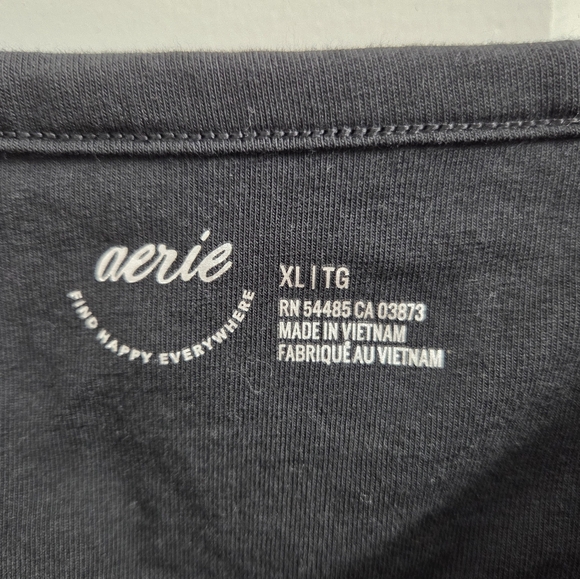 aerie
FIND HAPPY EVERYWHERE
XL | TG
RN 54485 CA 03873
MADE IN VIETNAM
FABRIQUÉ AU VIETNAM